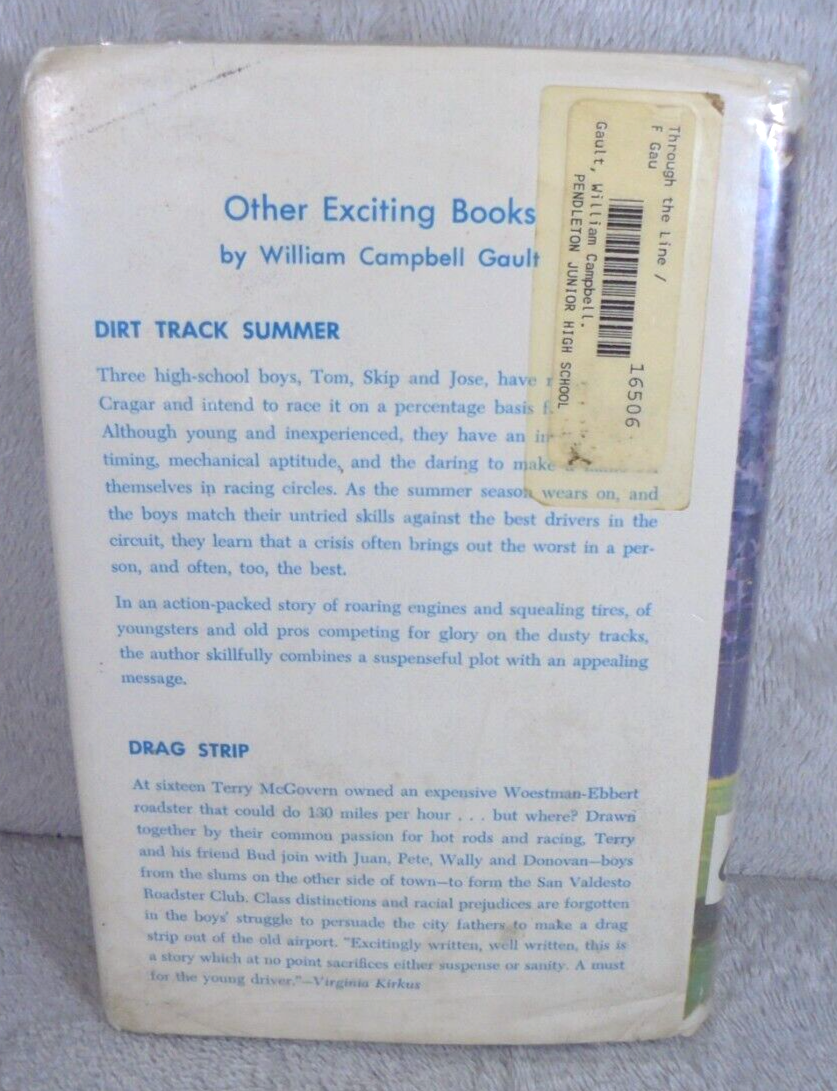 Other Exciting Books
by William Campbell Gault
DIRT TRACK SUMMER
Three high-school boys, Tom, Skip and Jose, have
Cragar and intend to race it on a percentage basis
Although young and inexperienced, they have an
timing, mechanical aptitude, and the daring to make
themselves in racing circles. As the summer season wears on, and
the boys match their untried skills against the best drivers in the
circuit, they learn that a crisis often brings out the worst in a per-
son, and often, too, the best.
In an action-packed story of roaring engines and squealing tires, of
youngsters and old pros competing for glory on the dusty tracks,
the author skillfully combines a suspenseful plot with an appealing
message.
DRAG STRIP
At sixteen Terry McGovern owned an expensive Woestman-Ebbert
roadster that could do 130 miles per hour . . . but where? Drawn
together by their common passion for hot rods and racing, Terry
and his friend Bud join with Juan, Pete, Wally and Donovan—boys
from the slums on the other side of town—to form the San Valdesto
Roadster Club. Class distinctions and racial prejudices are forgotten
in the boys' struggle to persuade the city fathers to make a drag
strip out of the old airport. "Excitingly written, well written, this is
a story which at no point sacrifices either suspense or sanity. A must
for the young driver."—Virginia Kirkus
Through the Line /
F Gau
16506
Gault, William Campbell.
PENDLETON JUNIOR HIGH SCHOOL